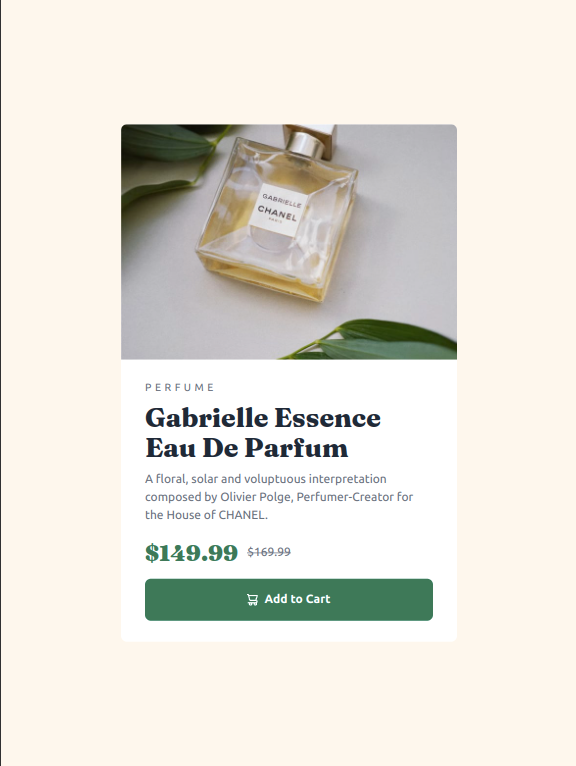 GABRIELLE
CHANEL
PARIS
PERFUME
Gabrielle Essence
Eau De Parfum
A floral, solar and voluptuous interpretation
composed by Olivier Polge, Perfumer-Creator for
the House of CHANEL.
$149.99 $169.99
Add to Cart